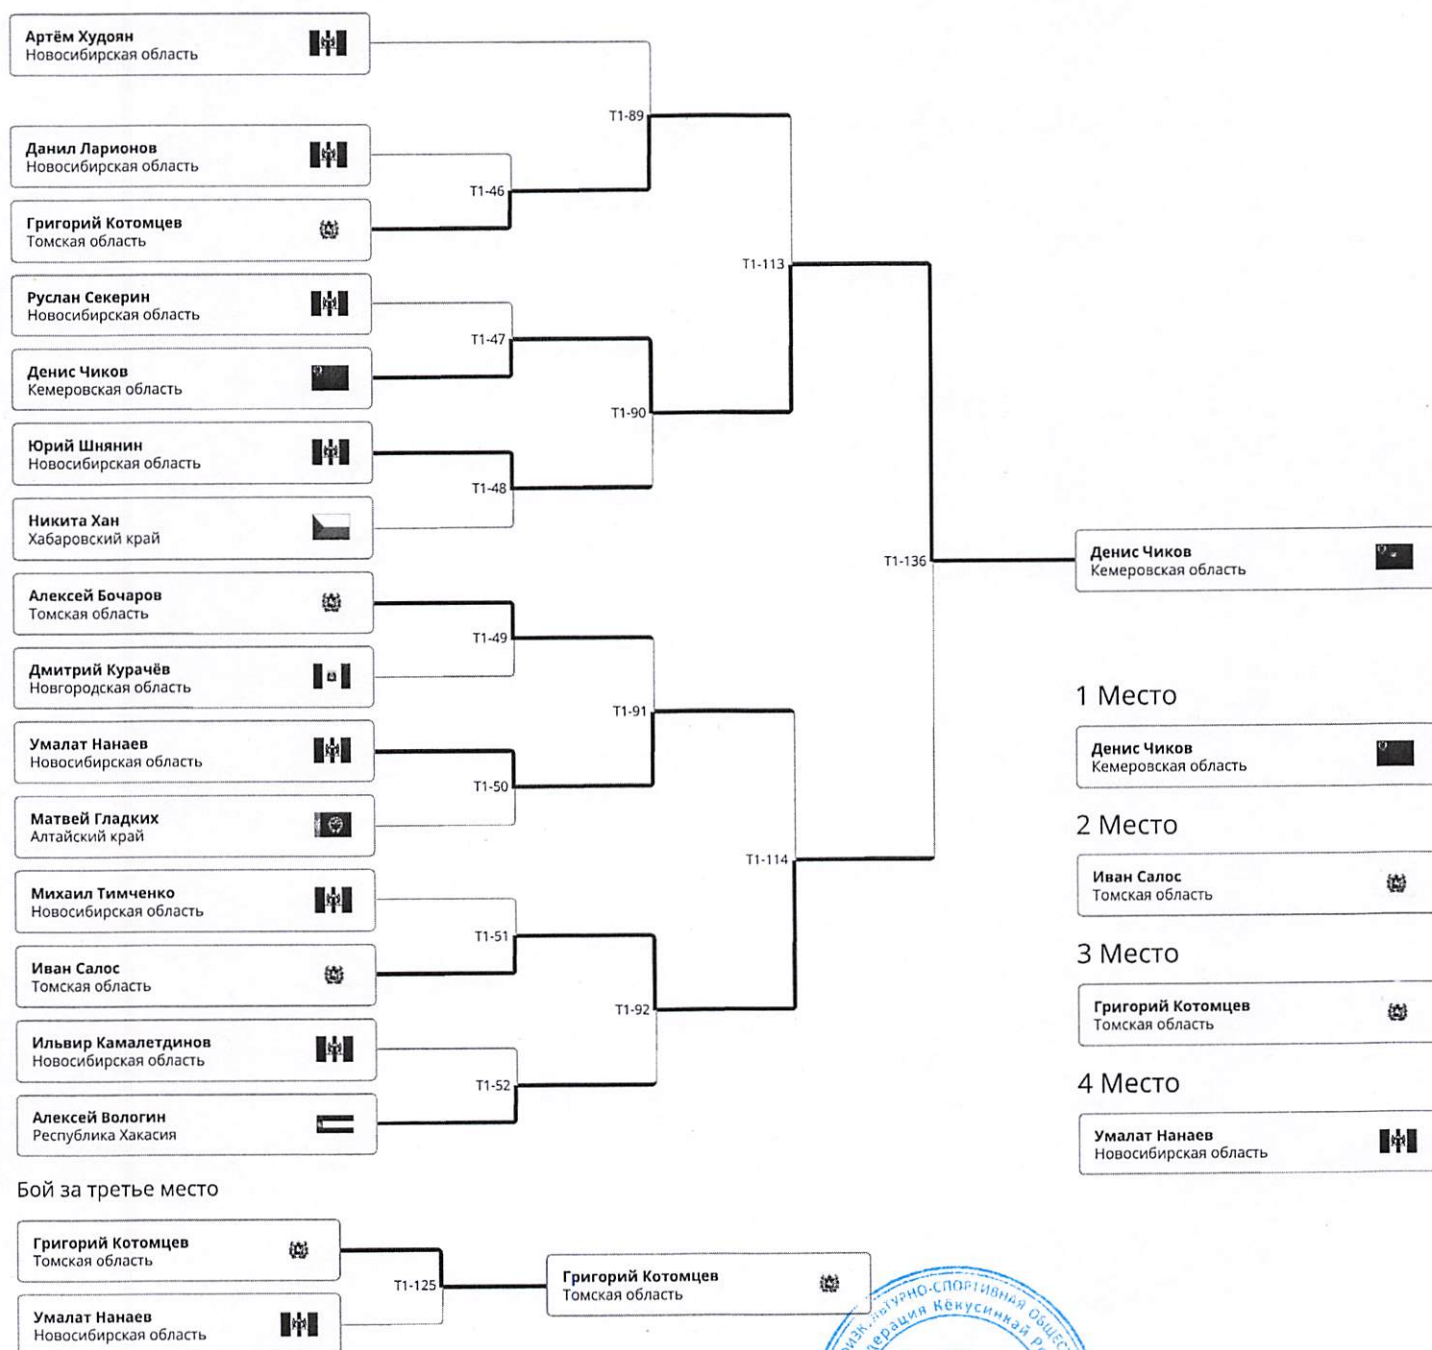 Артём Худоян
Новосибирская область
Данил Ларионов
Новосибирская область
Григорий Котомцев
Томская область
Руслан Секерин
Новосибирская область
Денис Чиков
Кемеровская область
Юрий Шнянин
Новосибирская область
Никита Хан
Хабаровский край
Алексей Бочаров
Томская область
Дмитрий Курачёв
Новгородская область
Умалат Нанаев
Новосибирская область
Матвей Гладких
Алтайский край
Михаил Тимченко
Новосибирская область
Иван Салос
Томская область
Ильвир Камалетдинов
Новосибирская область
Алексей Вологин
Республика Хакасия
T1-46
T1-47
T1-48
T1-49
T1-50
T1-51
T1-52
T1-89
T1-90
T1-91
T1-92
T1-113
T1-114
T1-136
Денис Чиков
Кемеровская область
1 Место
Денис Чиков
Кемеровская область
2 Место
Иван Салос
Томская область
3 Место
Григорий Котомцев
Томская область
4 Место
Умалат Нанаев
Новосибирская область
Бой за третье место
Григорий Котомцев
Томская область
Умалат Нанаев
Новосибирская область
T1-125
Григорий Котомцев
Томская область
СПОРТИВНАЯ
Кёкусинкай